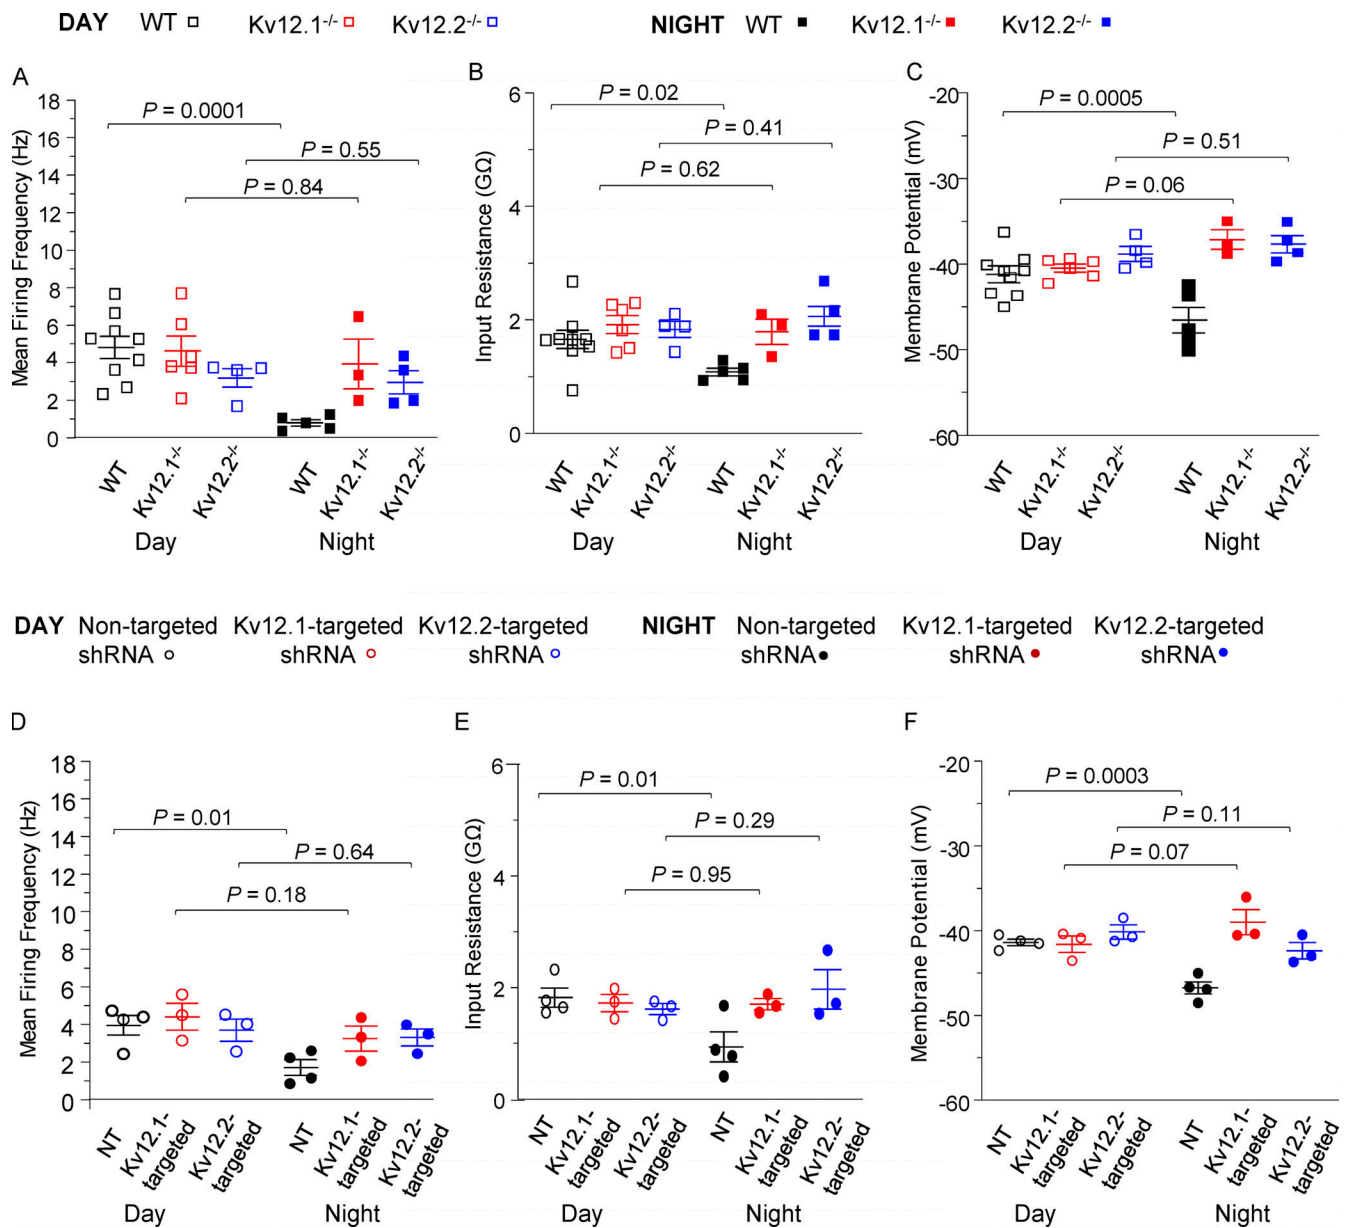 DAY WT Kv12.1-/- Kv12.2-/- NIGHT WT Kv12.1-/- Kv12.2-/-
A
Mean Firing Frequency (Hz)
18
16
14
12
10
8
6
4
2
0
P = 0.0001
P = 0.55
P = 0.84
WT
Kv12.1-/-
Kv12.2-/-
WT
Kv12.1-/-
Kv12.2-/-
Day Night
B
Input Resistance (GΩ)
6
4
2
0
P = 0.02
P = 0.41
P = 0.62
WT
Kv12.1-/-
Kv12.2-/-
WT
Kv12.1-/-
Kv12.2-/-
Day Night
C
Membrane Potential (mV)
-20
-30
-40
-50
-60
P = 0.0005
P = 0.51
P = 0.06
WT
Kv12.1-/-
Kv12.2-/-
WT
Kv12.1-/-
Kv12.2-/-
Day Night
DAY Non-targeted Kv12.1-targeted Kv12.2-targeted NIGHT Non-targeted Kv12.1-targeted Kv12.2-targeted
shRNA shRNA shRNA shRNA shRNA shRNA
D
Mean Firing Frequency (Hz)
18
16
14
12
10
8
6
4
2
0
P = 0.01
P = 0.64
P = 0.18
NT
Kv12.1-
targeted
Kv12.2-
targeted
NT
Kv12.1-
targeted
Kv12.2-
targeted
Day Night
E
Input Resistance (GΩ)
6
4
2
0
P = 0.01
P = 0.29
P = 0.95
NT
Kv12.1-
targeted
Kv12.2-
targeted
NT
Kv12.1-
targeted
Kv12.2-
targeted
Day Night
F
Membrane Potential (mV)
-20
-30
-40
-50
-60
P = 0.0003
P = 0.11
P = 0.07
NT
Kv12.1-
targeted
Kv12.2-
targeted
NT
Kv12.1-
targeted
Kv12.2-
targeted
Day Night